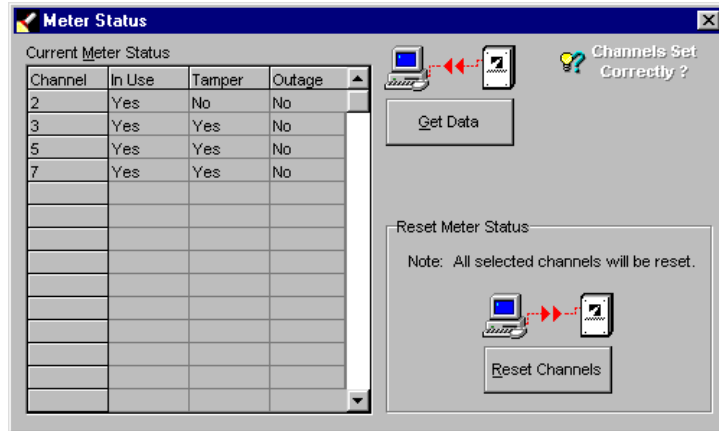 Meter Status
Current Meter Status
Channel In Use Tamper Outage
2 Yes No No
3 Yes Yes No
5 Yes Yes No
7 Yes Yes No
Channels Set
Correctly ?
Get Data
Reset Meter Status
Note: All selected channels will be reset.
Reset Channels